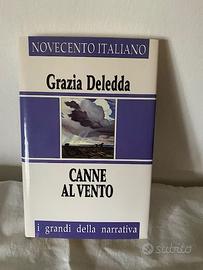 NOVECENTO ITALIANO
Grazia Deledda
CANNE
AL VENTO
i grandi della narrativa
subito